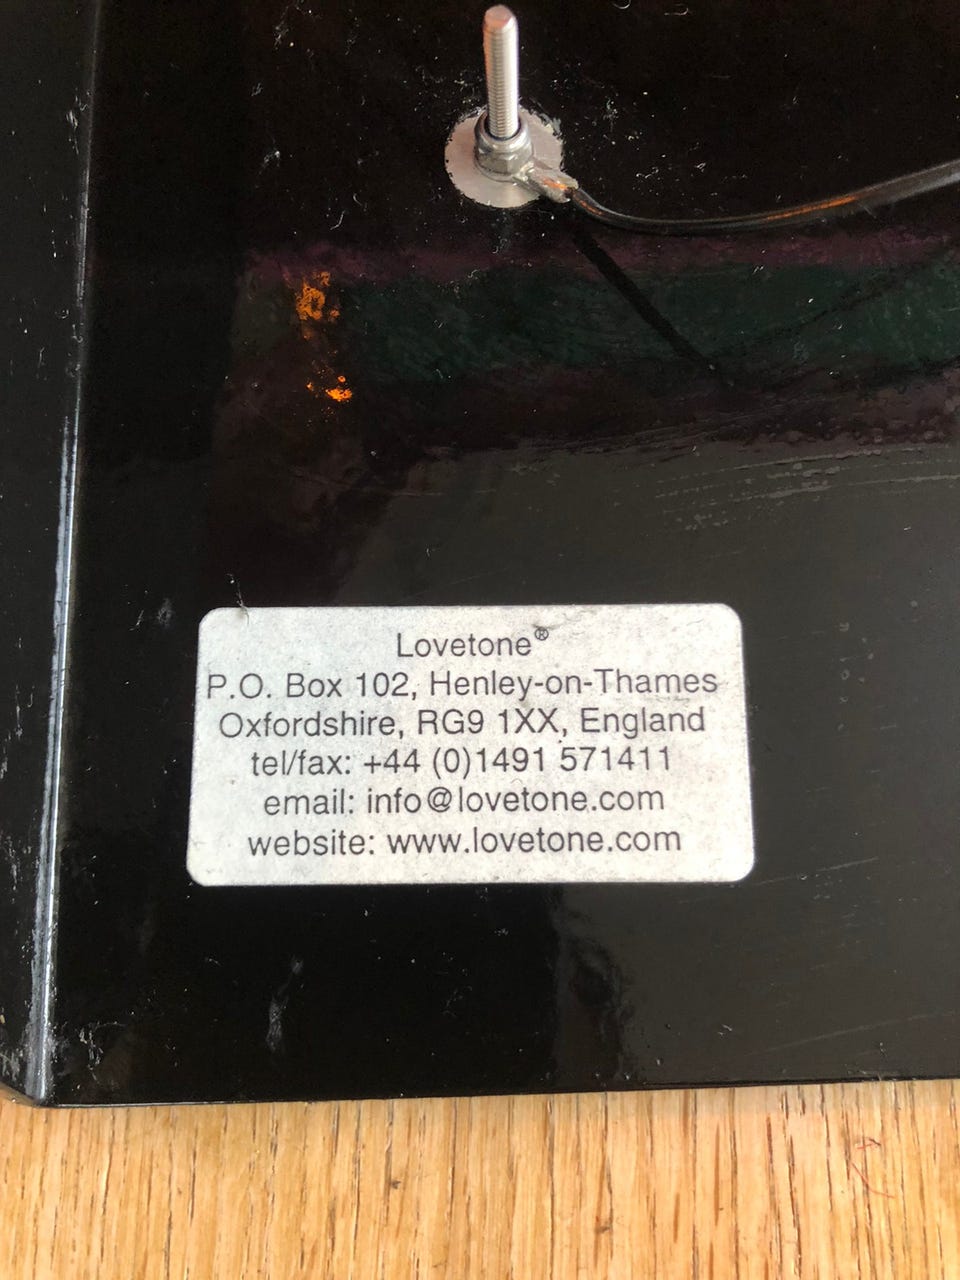 Lovetone®
P.O. Box 102, Henley-on-Thames
Oxfordshire, RG9 1XX, England
tel/fax: +44 (0)1491 571411
email: info@lovetone.com
website: www.lovetone.com